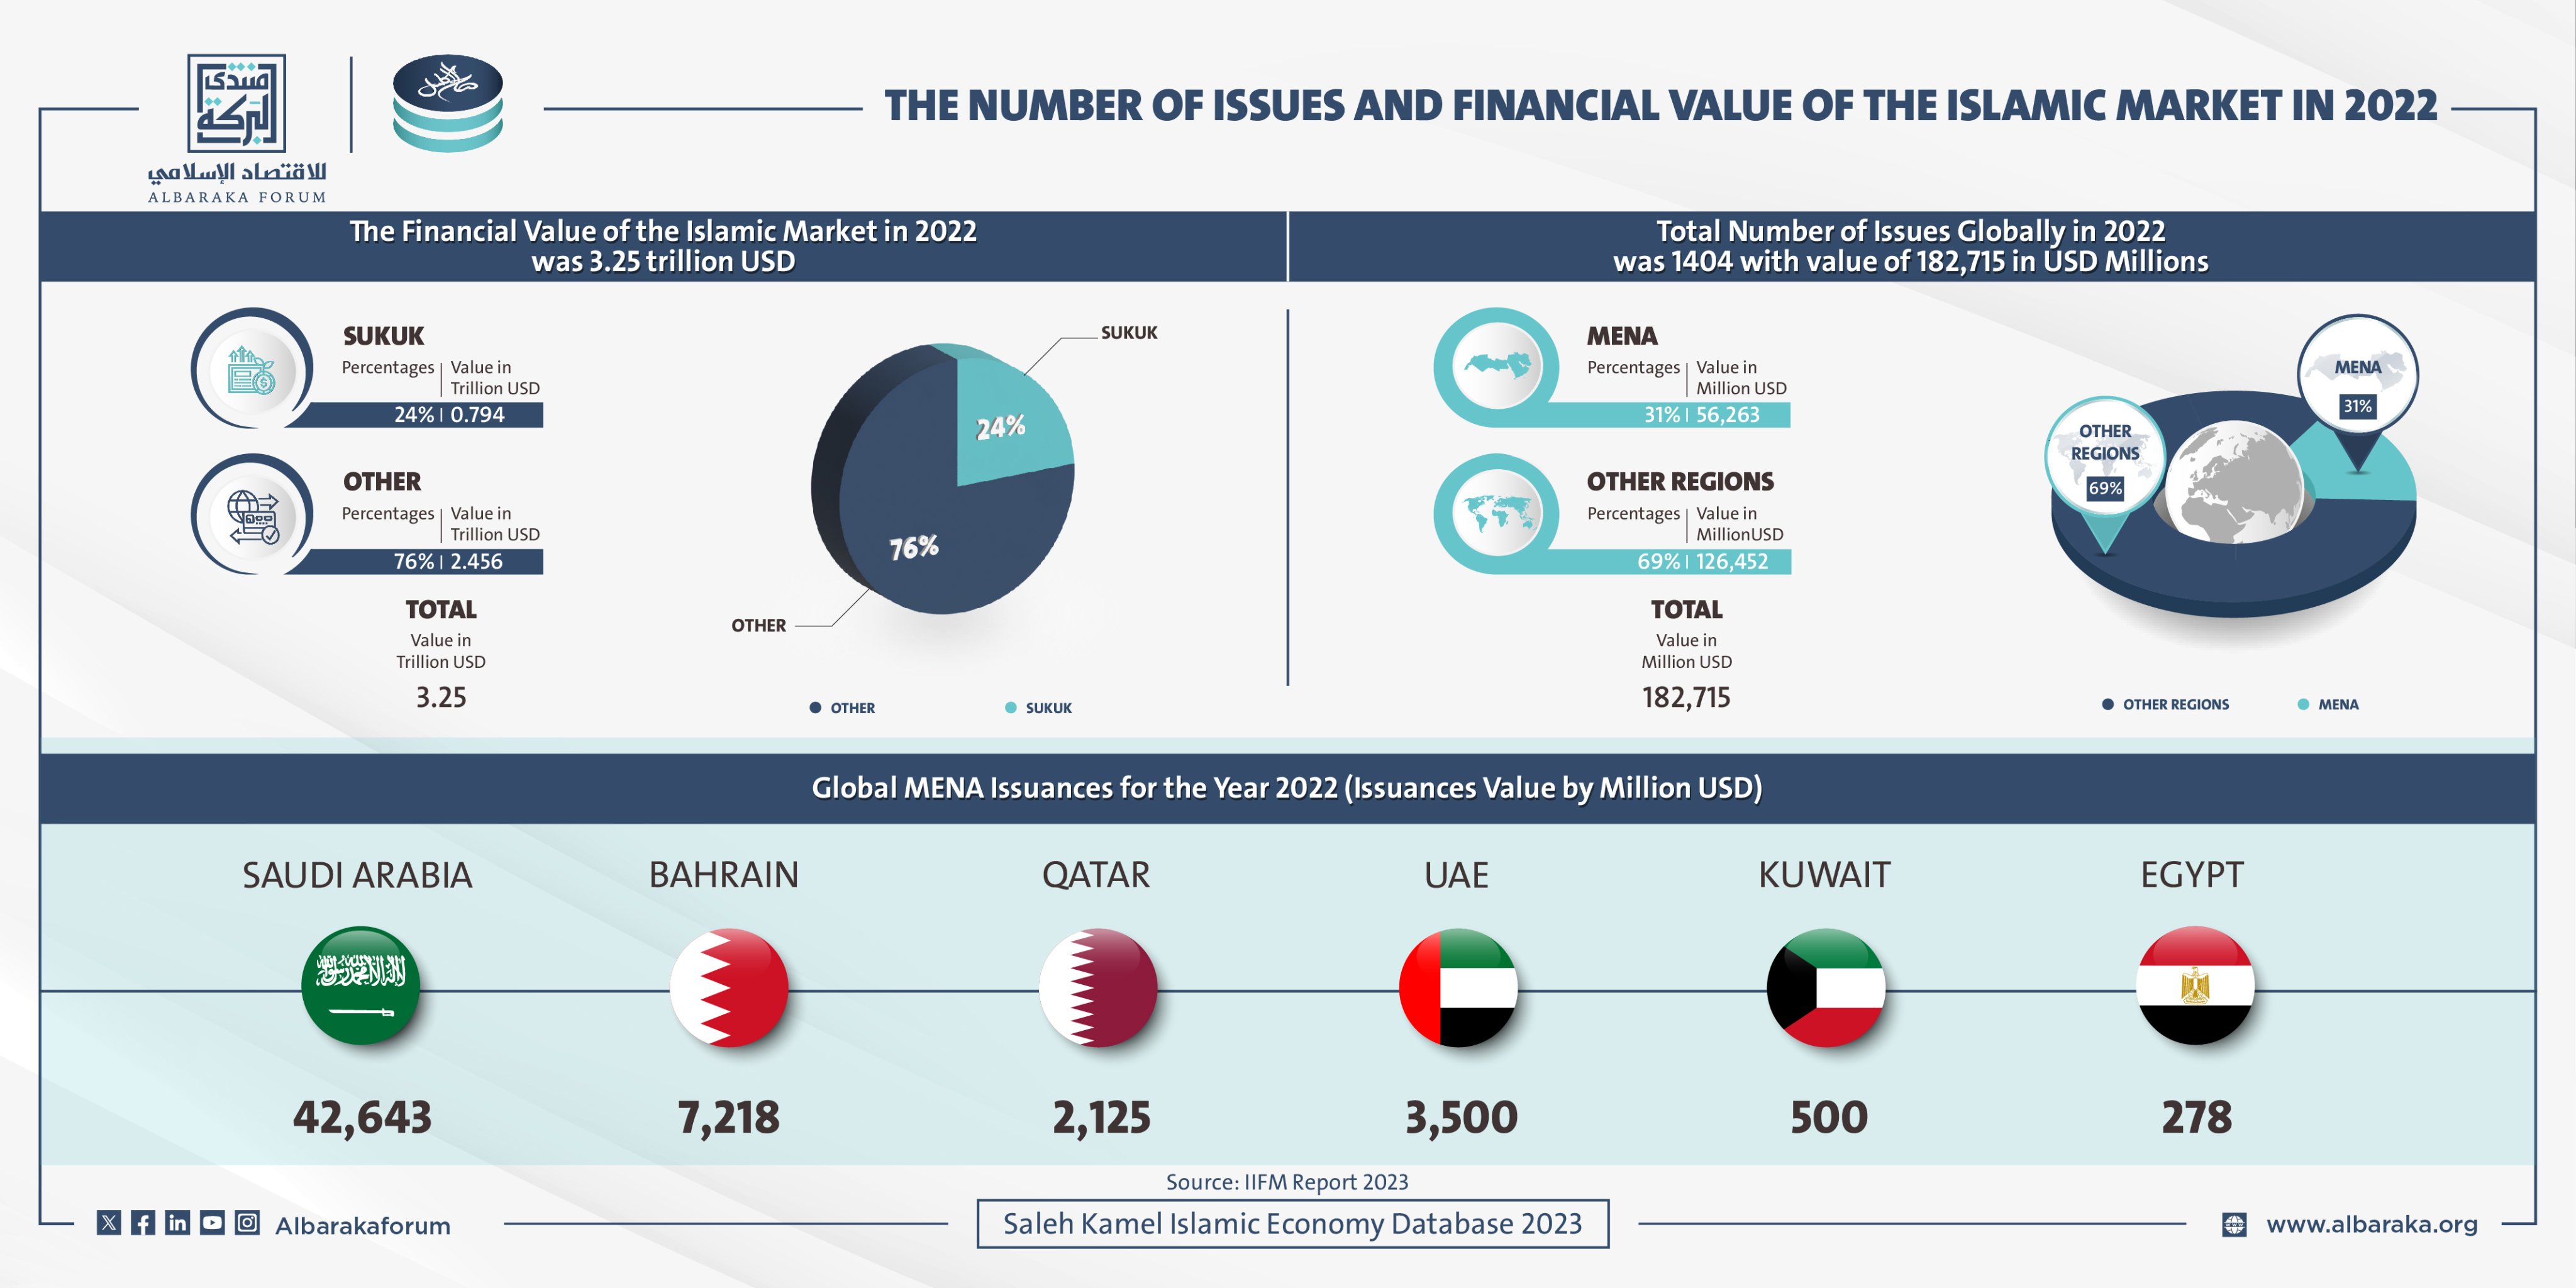 منتدى
البركة
للاقتصاد الإسلامي
ALBARAKA FORUM
THE NUMBER OF ISSUES AND FINANCIAL VALUE OF THE ISLAMIC MARKET IN 2022
The Financial Value of the Islamic Market in 2022
was 3.25 trillion USD
SUKUK
Percentages | Value in
Trillion USD
24% | 0.794
OTHER
Percentages | Value in
Trillion USD
76% | 2.456
TOTAL
Value in
Trillion USD
3.25
SUKUK
24%
76%
OTHER
OTHER
SUKUK
Total Number of Issues Globally in 2022
was 1404 with value of 182,715 in USD Millions
MENA
Percentages | Value in
Million USD
31% | 56,263
OTHER REGIONS
Percentages | Value in
MillionUSD
69% | 126,452
TOTAL
Value in
Million USD
182,715
MENA
31%
OTHER
REGIONS
69%
OTHER REGIONS
MENA
Global MENA Issuances for the Year 2022 (Issuances Value by Million USD)
SAUDI ARABIA
BAHRAIN
QATAR
UAE
KUWAIT
EGYPT
42,643
7,218
2,125
3,500
500
278
Source: IIFM Report 2023
Albarakaforum
Saleh Kamel Islamic Economy Database 2023
www.albaraka.org